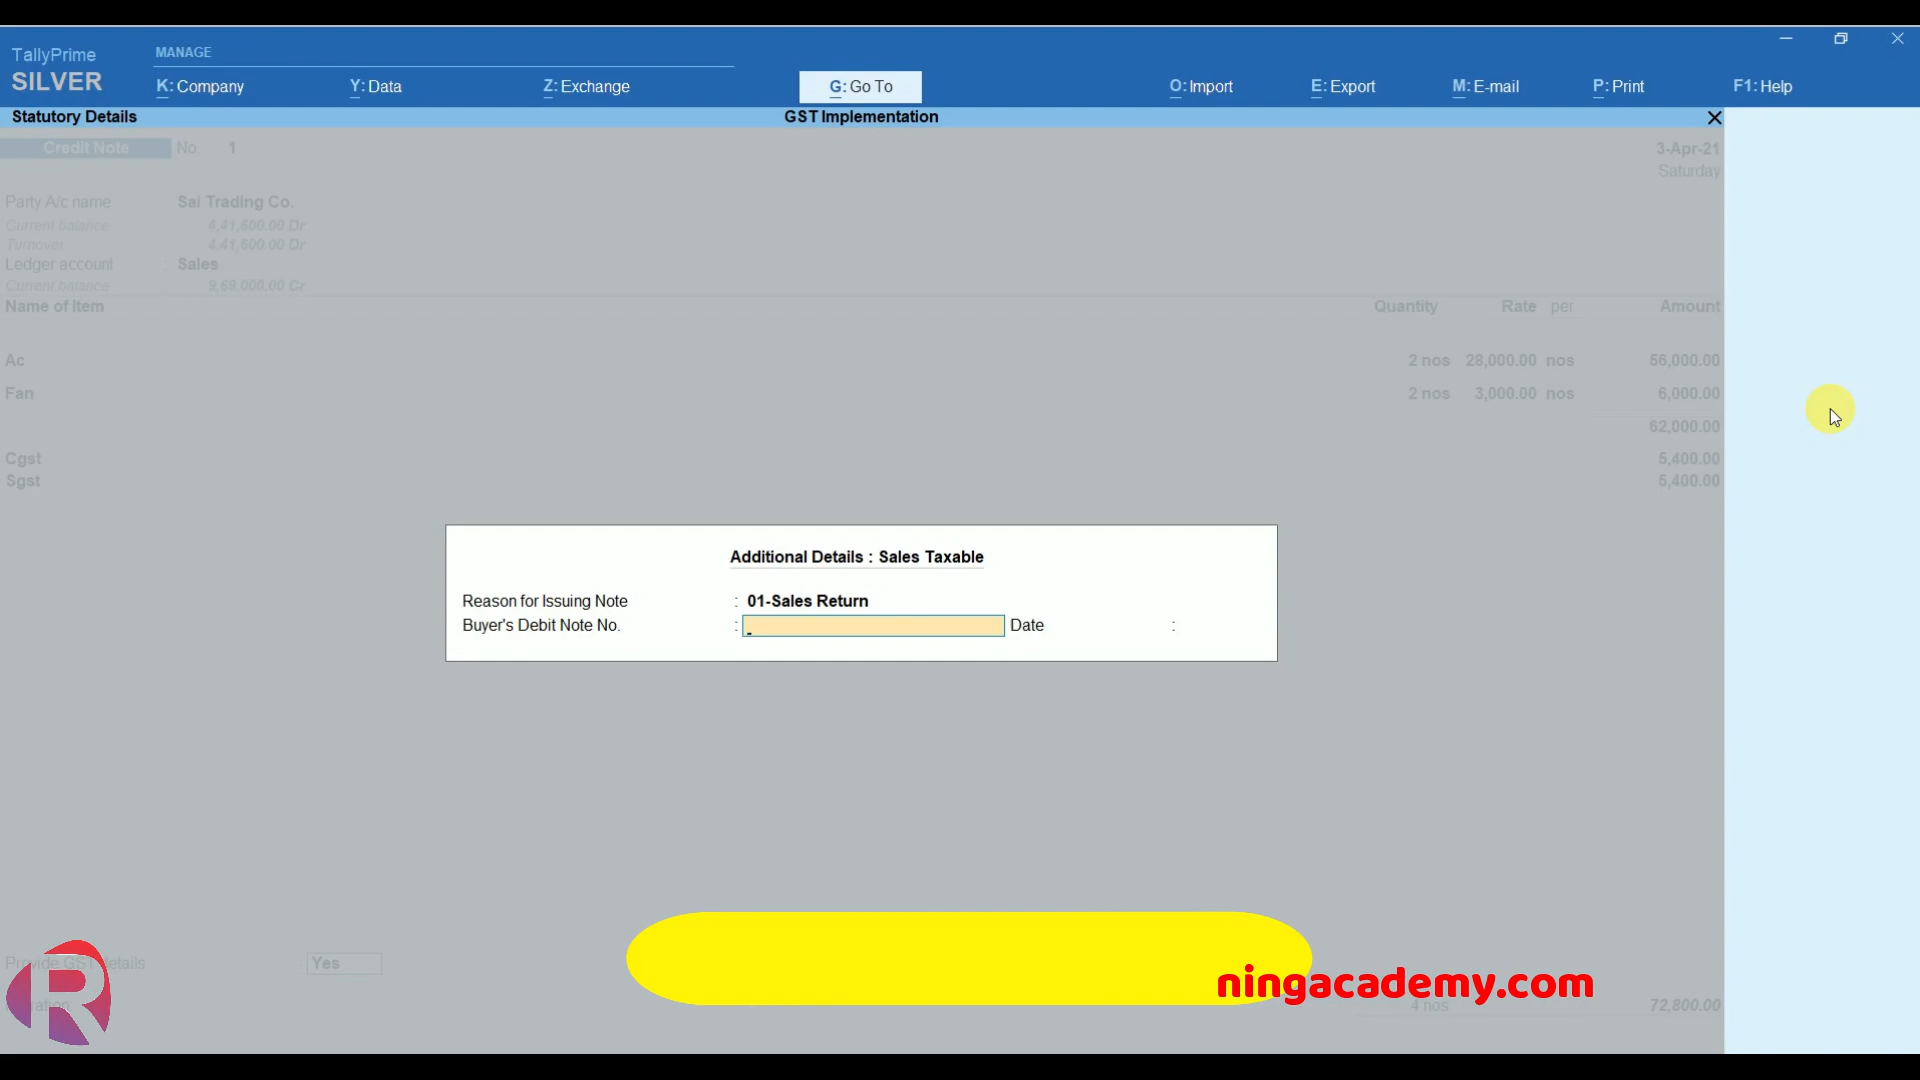 TallyPrime
SILVER
MANAGE
K: Company
Y: Data
Z: Exchange
G: Go To
O: Import
E: Export
M: E-mail
P: Print
F1: Help
Statutory Details
GST Implementation
Credit Note No. 1
3-Apr-21
Saturday
Party A/c name Sai Trading Co.
Current balance 4,41,600.00 Dr
Turnover 4,41,600.00 Dr
Ledger account : Sales
Current balance 9,69,000.00 Cr
Name of Item Quantity Rate per Amount
Ac 2 nos 28,000.00 nos 56,000.00
Fan 2 nos 3,000.00 nos 6,000.00
62,000.00
Cgst 5,400.00
Sgst 5,400.00
Additional Details : Sales Taxable
Reason for Issuing Note : 01-Sales Return
Buyer's Debit Note No. : Date :
Provide GST details : Yes
4 nos 72,800.00
ningacademy.com